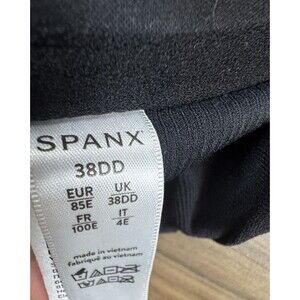 SPANX
38DD
EUR UK
85E 38DD
FR IT
100E 4E
made in vietnam
fabriqué au vietnam